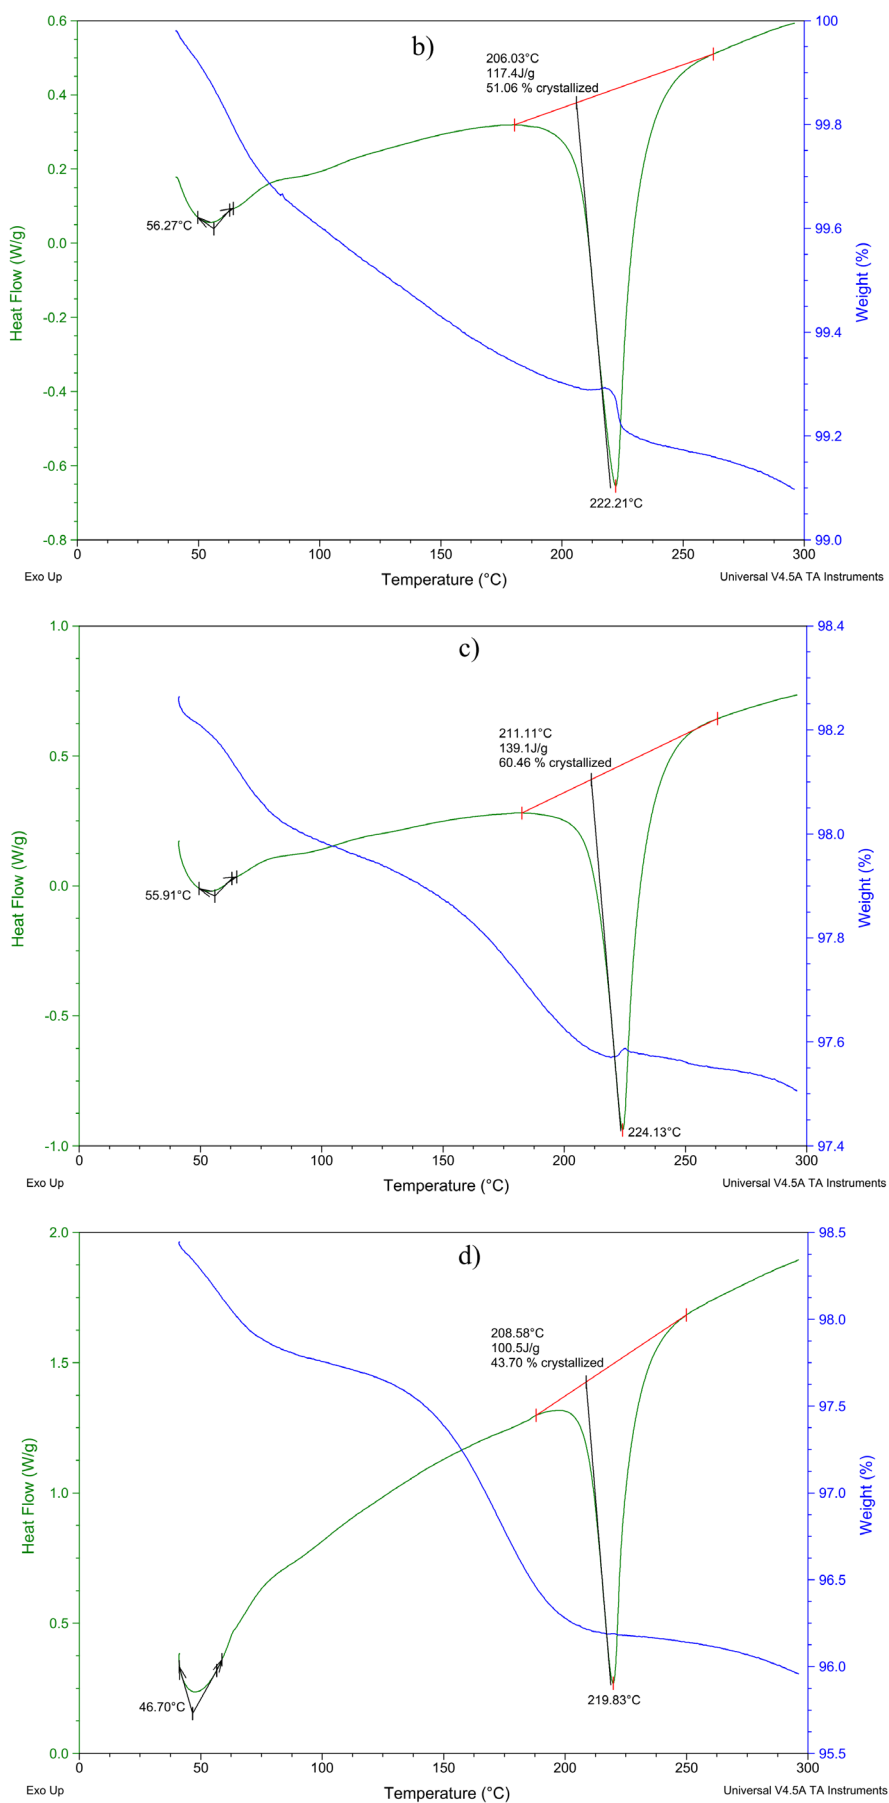 b)
206.03°C
117.4J/g
51.06 % crystallized
56.27°C
222.21°C
0.6
0.4
0.2
0.0
-0.2
-0.4
-0.6
-0.8
Heat Flow (W/g)
100
99.8
99.6
99.4
99.2
99.0
Weight (%)
0 50 100 150 200 250 300
Exo Up Temperature (°C) Universal V4.5A TA Instruments
c)
211.11°C
139.1J/g
60.46 % crystallized
55.91°C
224.13°C
1.0
0.5
0.0
-0.5
-1.0
Heat Flow (W/g)
98.4
98.2
98.0
97.8
97.6
97.4
Weight (%)
0 50 100 150 200 250 300
Exo Up Temperature (°C) Universal V4.5A TA Instruments
d)
208.58°C
100.5J/g
43.70 % crystallized
46.70°C
219.83°C
2.0
1.5
1.0
0.5
0.0
Heat Flow (W/g)
98.5
98.0
97.5
97.0
96.5
96.0
95.5
Weight (%)
0 50 100 150 200 250 300
Exo Up Temperature (°C) Universal V4.5A TA Instruments